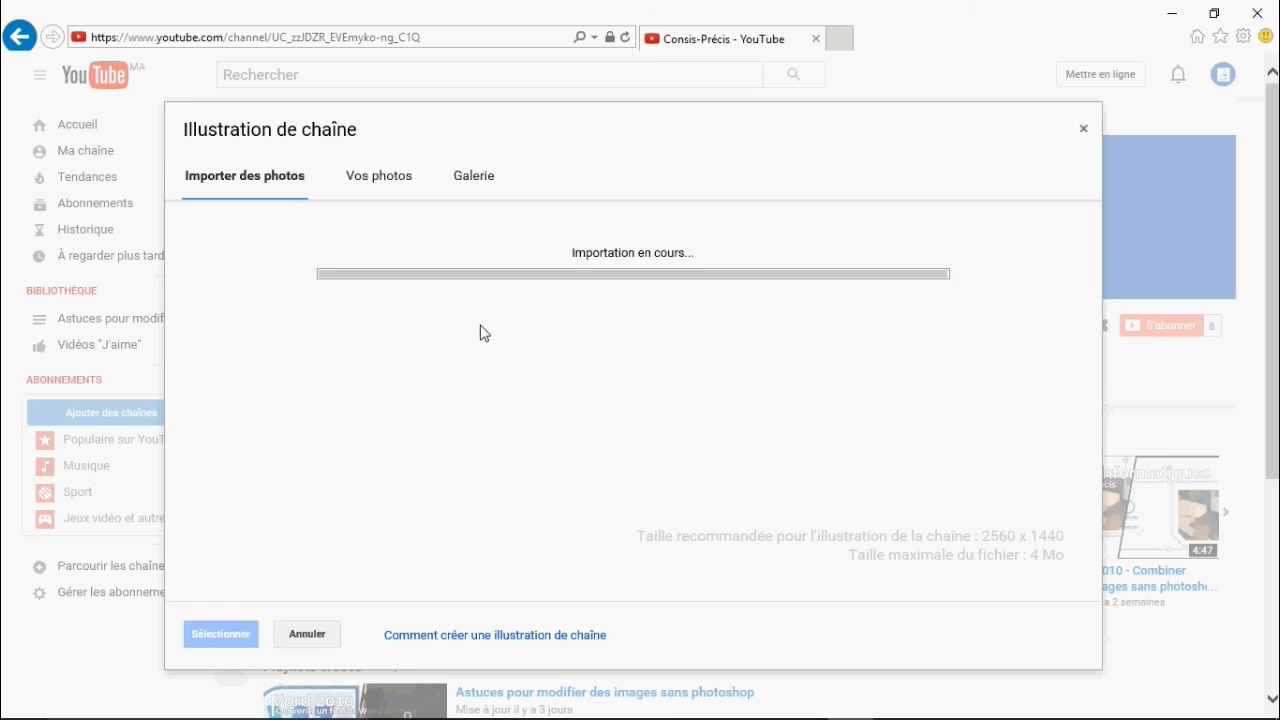 https://www.youtube.com/channel/UC_zzJDZR_EVEmyko-ng_C1Q
Consis-Précis - YouTube
YouTube MA
Rechercher
Mettre en ligne
Accueil
Ma chaîne
Tendances
Abonnements
Historique
À regarder plus tard
BIBLIOTHÈQUE
Astuces pour modif
Vidéos "J'aime"
ABONNEMENTS
Ajouter des chaînes
Populaire sur YouT
Musique
Sport
Jeux vidéo et autre
Parcourir les chaîne
Gérer les abonneme
Illustration de chaîne
Importer des photos
Vos photos
Galerie
Importation en cours...
Taille recommandée pour l'illustration de la chaîne : 2560 x 1440
Taille maximale du fichier : 4 Mo
Sélectionner
Annuler
Comment créer une illustration de chaîne
S'abonner 8
nformatiques
cis
4:47
010 - Combiner
ages sans photosh...
a 2 semaines
Word 2010
Astuces pour modifier des images sans photoshop
Mise à jour il y a 3 jours